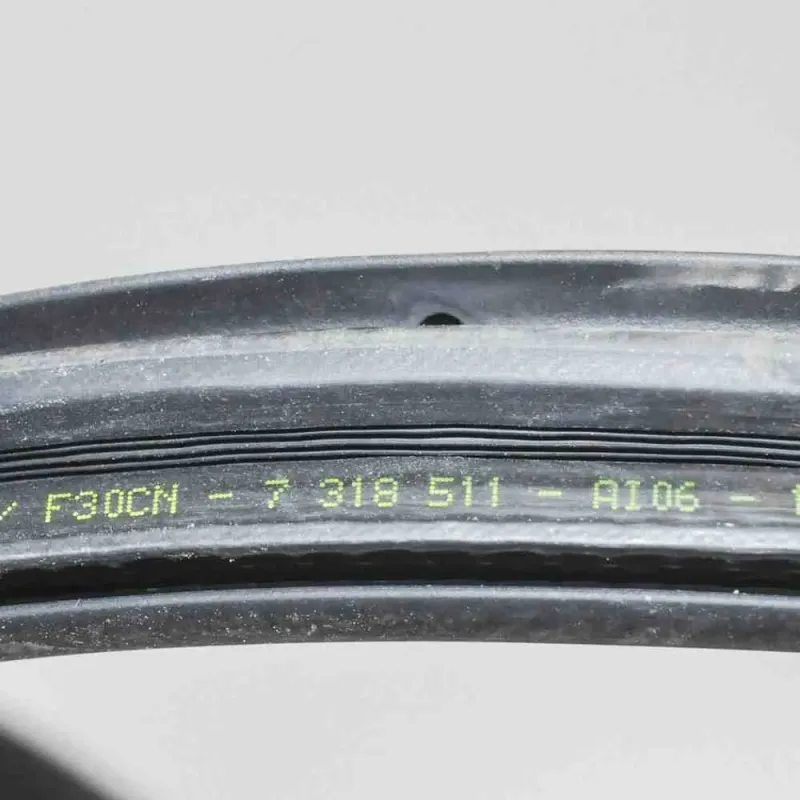 / F30CN - 7 318 511 - AI06 -